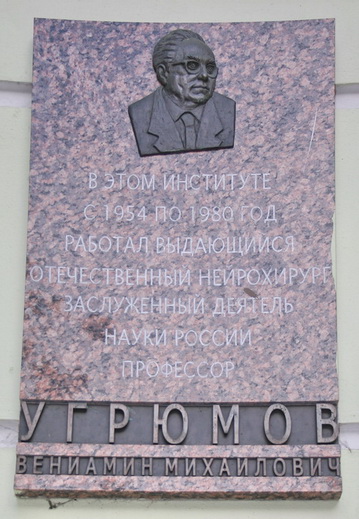 В ЭТОМ ИНСТИТУТЕ
С 1954 ПО 1980 ГОД
РАБОТАЛ ВЫДАЮЩИЙСЯ
ОТЕЧЕСТВЕННЫЙ НЕЙРОХИРУРГ
ЗАСЛУЖЕННЫЙ ДЕЯТЕЛЬ
НАУКИ РОССИИ
ПРОФЕССОР
УГРЮМОВ
ВЕНИАМИН МИХАЙЛОВИЧ